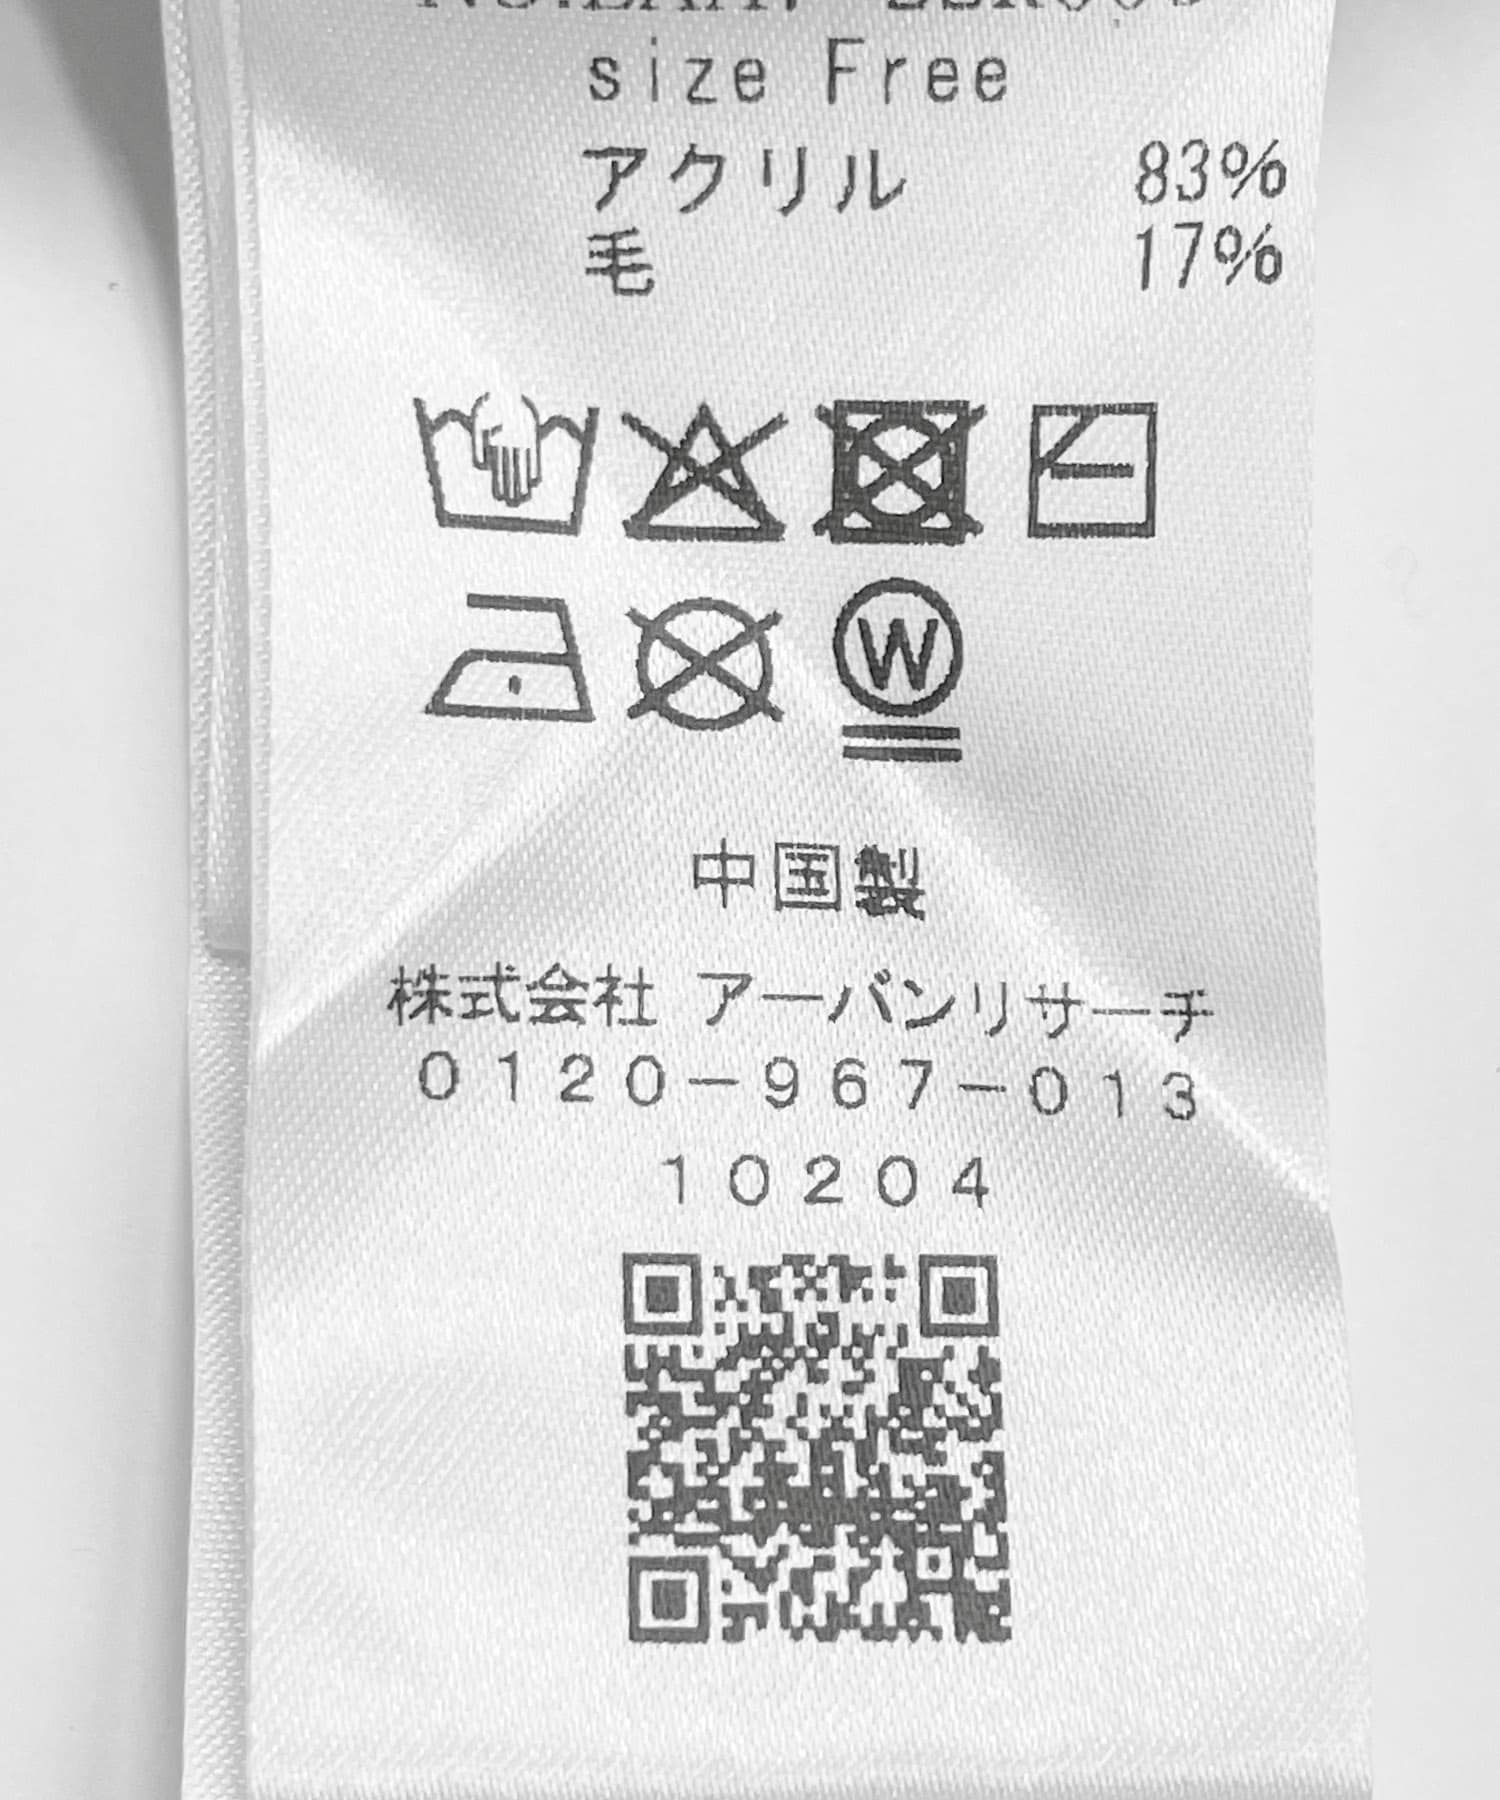 size Free
アクリル 83%
毛 17%
W
中国製
株式会社 アーバンリサーチ
0120-967-013
10204